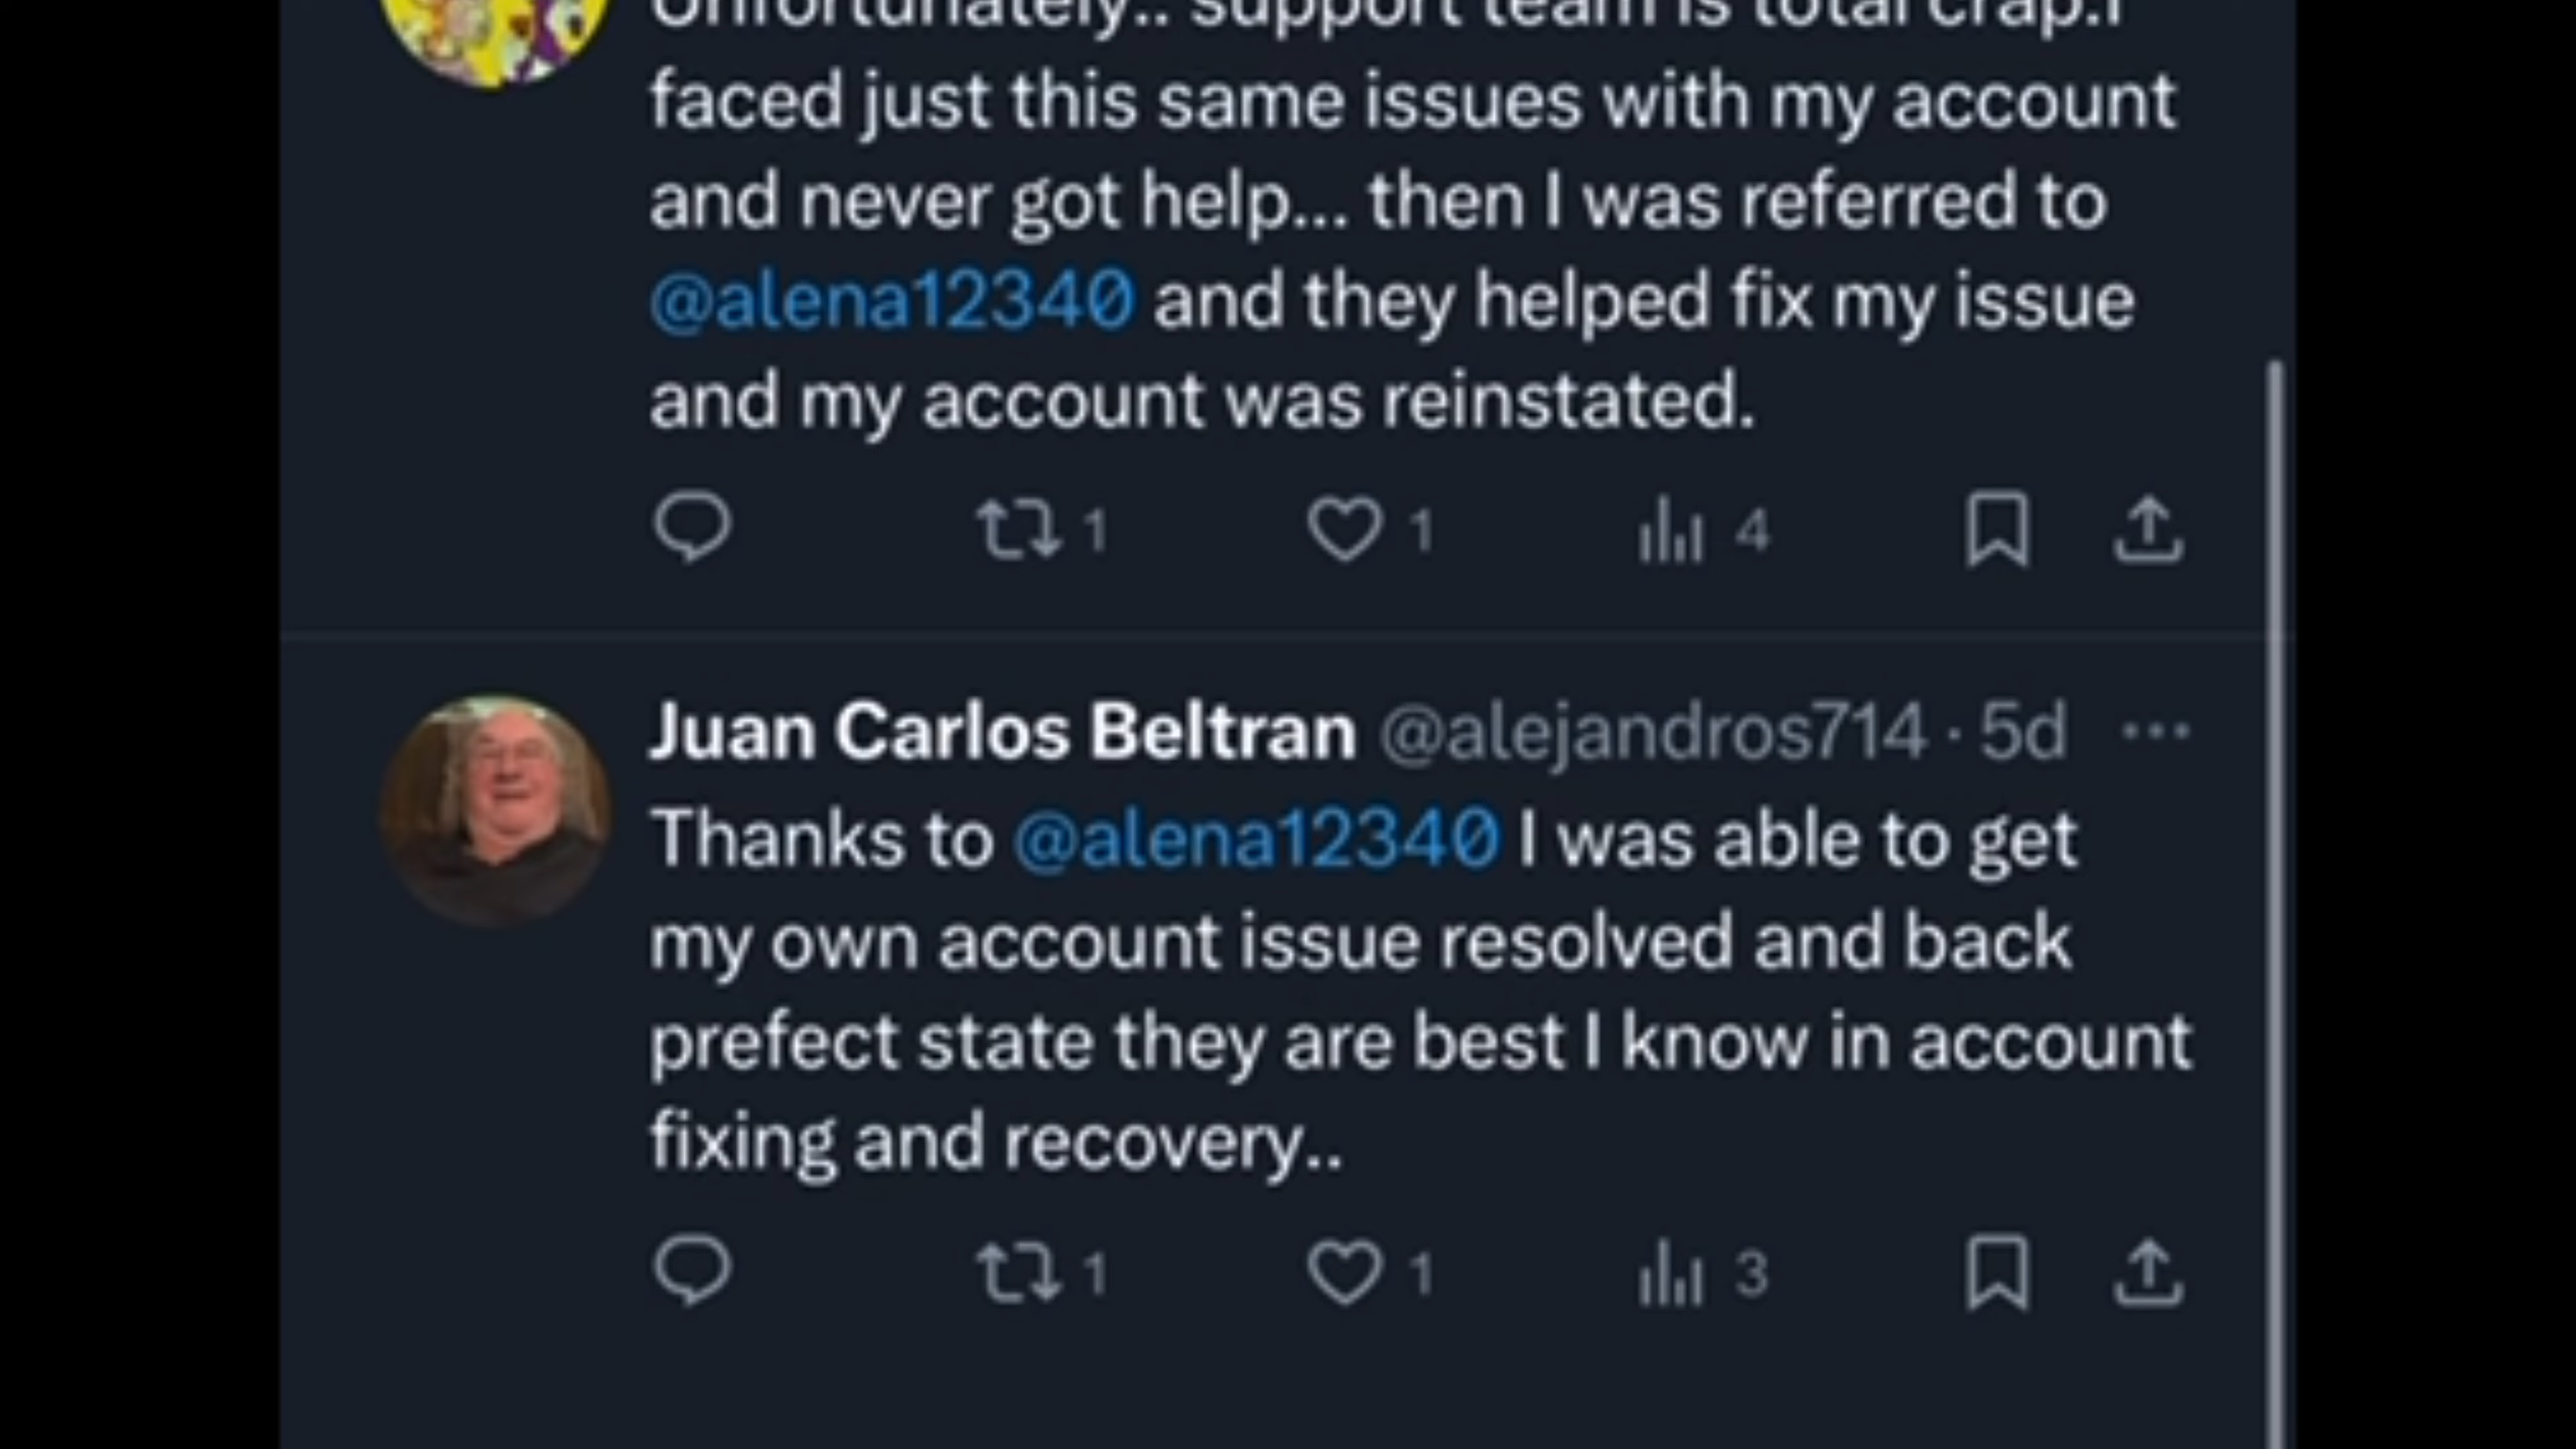 Unfortunately.. support team is total crap.I
faced just this same issues with my account
and never got help... then I was referred to
@alena12340 and they helped fix my issue
and my account was reinstated.
1 1 4
Juan Carlos Beltran @alejandros714 · 5d ...
Thanks to @alena12340 I was able to get
my own account issue resolved and back
prefect state they are best I know in account
fixing and recovery..
1 1 3